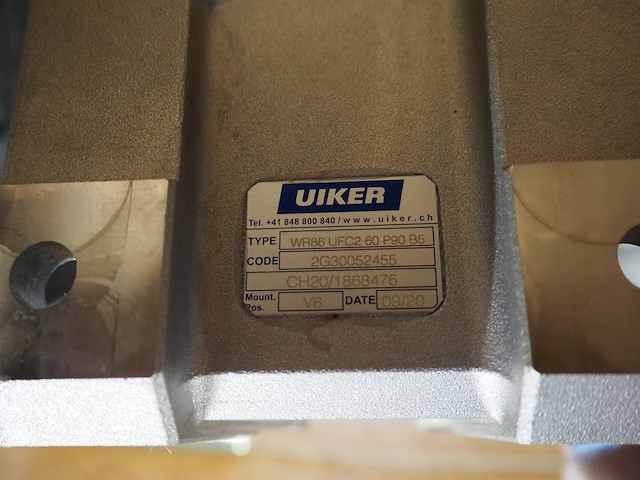 UIKER
Tel. +41 848 800 840 / www.uiker.ch
TYPE WR86 UFC2 60 P90 B5
CODE 2G30052455
CH20/1868476
Mount. Pos. V6 DATE 09/20